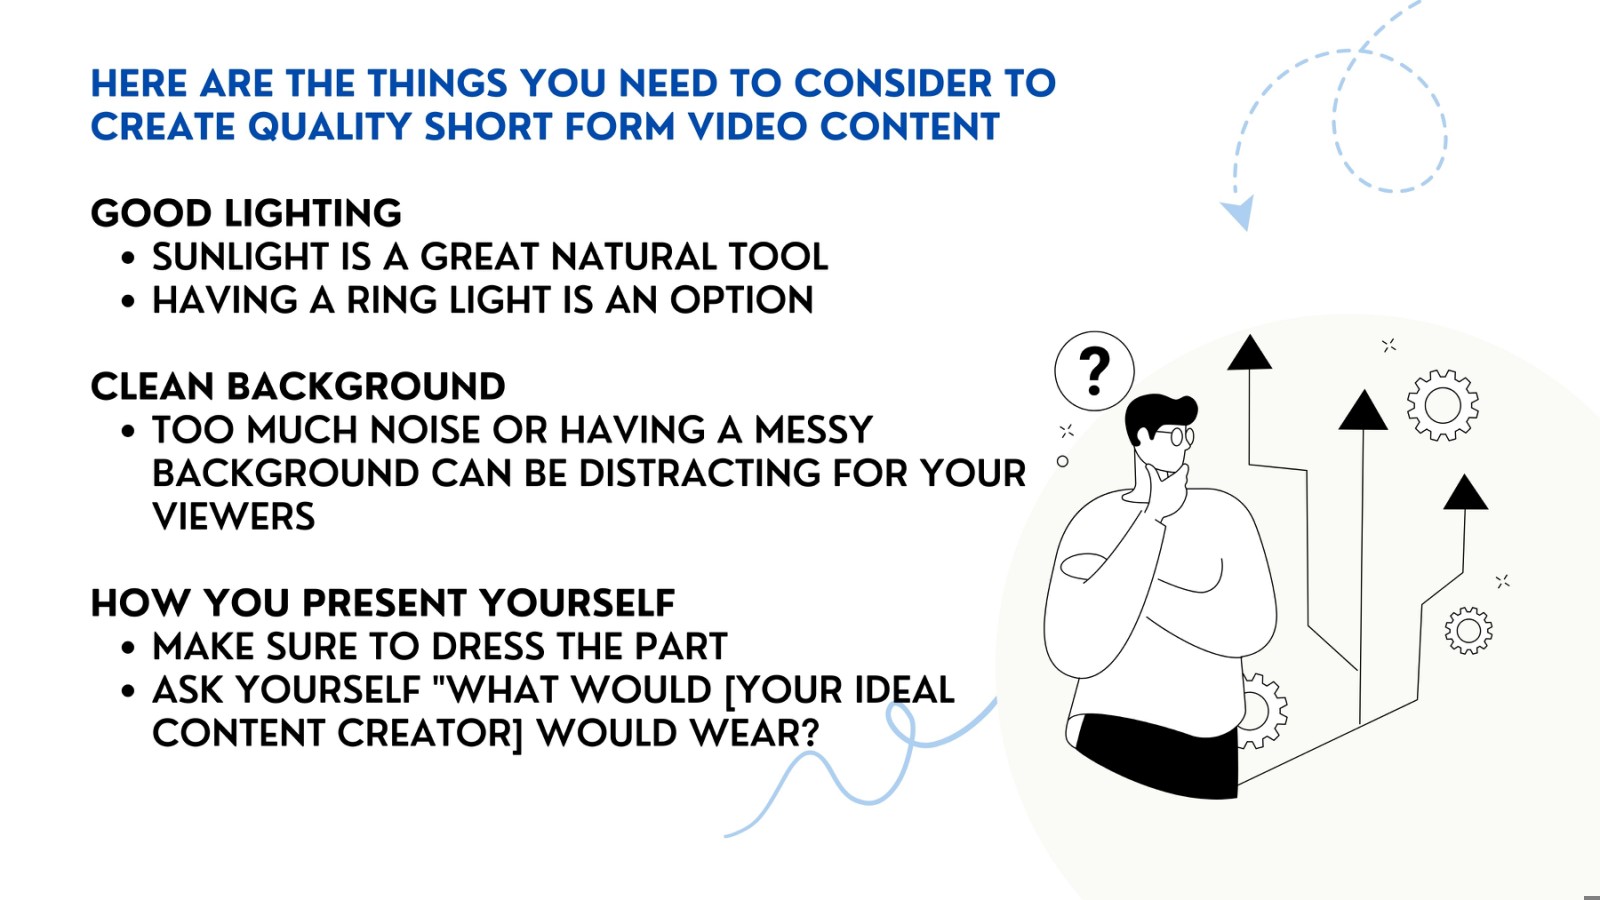 HERE ARE THE THINGS YOU NEED TO CONSIDER TO
CREATE QUALITY SHORT FORM VIDEO CONTENT
GOOD LIGHTING
• SUNLIGHT IS A GREAT NATURAL TOOL
• HAVING A RING LIGHT IS AN OPTION
CLEAN BACKGROUND
• TOO MUCH NOISE OR HAVING A MESSY
BACKGROUND CAN BE DISTRACTING FOR YOUR
VIEWERS
HOW YOU PRESENT YOURSELF
• MAKE SURE TO DRESS THE PART
• ASK YOURSELF "WHAT WOULD [YOUR IDEAL
CONTENT CREATOR] WOULD WEAR?
?